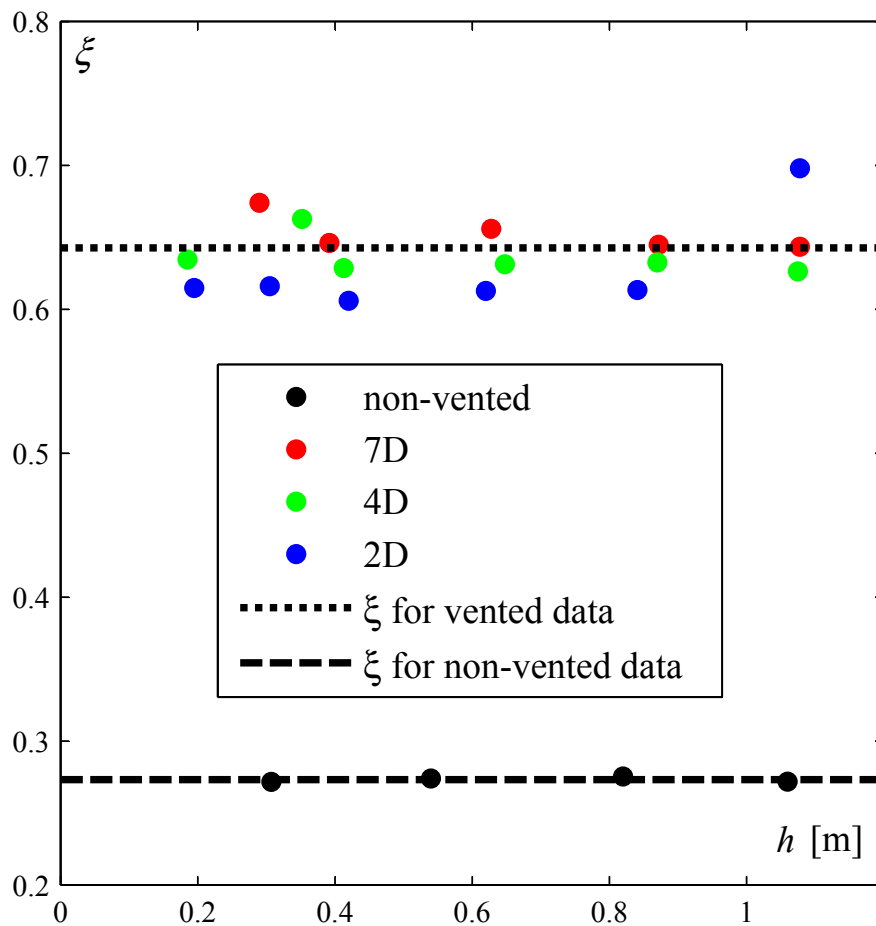 0.8
ξ
0.7
0.6
non-vented
0.5
7D
4D
2D
0.4
ξ for vented data
ξ for non-vented data
0.3
h [m]
0.2
0 0.2 0.4 0.6 0.8 1